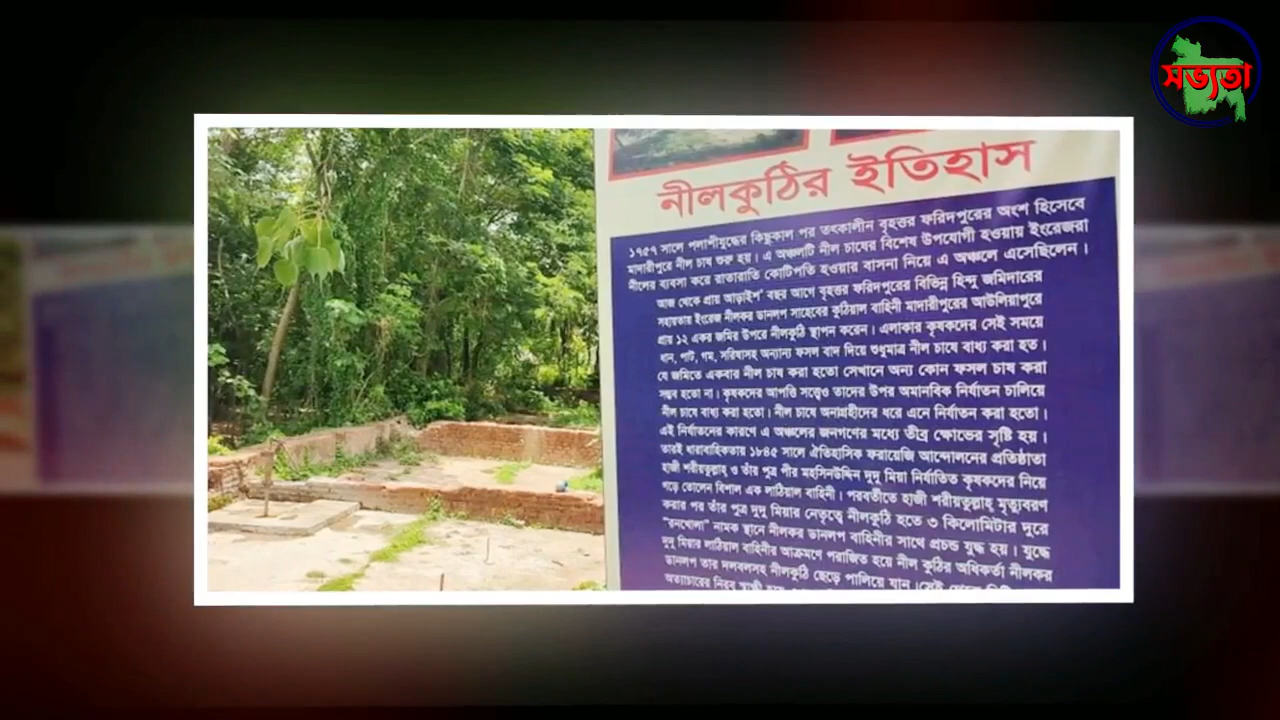 সভ্যতা
নীলকুঠির ইতিহাস
১৭৫৭ সালে পলাশীযুদ্ধের কিছুকাল পর তৎকালীন বৃহত্তর ফরিদপুরের অংশ হিসেবে
মাদারীপুরে নীল চাষ শুরু হয়। এ অঞ্চলটি নীল চাষের বিশেষ উপযোগী হওয়ায় ইংরেজরা
নীলের ব্যবসা করে রাতারাতি কোটিপতি হওয়ার বাসনা নিয়ে এ অঞ্চলে এসেছিলেন।
আজ থেকে প্রায় আড়াইশ' বছর আগে বৃহত্তর ফরিদপুরের বিভিন্ন হিন্দু জমিদারের
সহায়তায় ইংরেজ নীলকর ডানলপ সাহেবের কুঠিয়াল বাহিনী মাদারীপুরের আউলিয়াপুরে
প্রায় ১২ একর জমির উপরে নীলকুঠি স্থাপন করেন। এলাকার কৃষকদের সেই সময়ে
ধান, পাট, গম, সরিষাসহ অন্যান্য ফসল বাদ দিয়ে শুধুমাত্র নীল চাষে বাধ্য করা হত।
যে জমিতে একবার নীল চাষ করা হতো সেখানে অন্য কোন ফসল চাষ করা
সম্ভব হতো না। কৃষকদের আপত্তি সত্ত্বেও তাদের উপর অমানবিক নির্যাতন চালিয়ে
নীল চাষে বাধ্য করা হতো। নীল চাষে অনাগ্রহীদের ধরে এনে নির্যাতন করা হতো।
এই নির্যাতনের কারণে এ অঞ্চলের জনগণের মধ্যে তীব্র ক্ষোভের সৃষ্টি হয়।
তারই ধারাবাহিকতায় ১৮৪৫ সালে ঐতিহাসিক ফরায়েজি আন্দোলনের প্রতিষ্ঠাতা
হাজী শরীয়তুল্লাহ্ ও তাঁর পুত্র পীর মহসিনউদ্দিন দুদু মিয়া নির্যাতিত কৃষকদের নিয়ে
গড়ে তোলেন বিশাল এক লাঠিয়াল বাহিনী। পরবর্তীতে হাজী শরীয়তুল্লাহ্ মৃত্যুবরণ
করার পর তাঁর পুত্র দুদু মিয়ার নেতৃত্বে নীলকুঠি হতে ৩ কিলোমিটার দুরে
"রনখোলা" নামক স্থানে নীলকর ডানলপ বাহিনীর সাথে প্রচন্ড যুদ্ধ হয়। যুদ্ধে
দুদু মিয়ার লাঠিয়াল বাহিনীর আক্রমণে পরাজিত হয়ে নীল কুঠির অধিকর্তা নীলকর
ডানলপ তার দলবলসহ নীলকুঠি ছেড়ে পালিয়ে যান।
অত্যাচারের